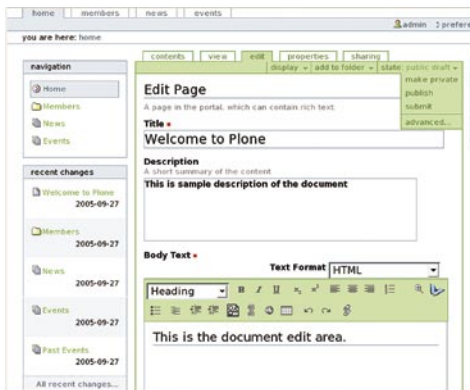 home members news events
admin prefere
you are here: home
contents view edit properties sharing
display add to folder state: public draft
make private
publish
submit
advanced...
navigation
Home
Members
News
Events
recent changes
Welcome to Plone
2005-09-27
Members
2005-09-27
News
2005-09-27
Events
2005-09-27
Past Events
2005-09-27
All recent changes...
Edit Page
A page in the portal, which can contain rich text.
Title
Welcome to Plone
Description
A short summary of the content
This is sample description of the document
Body Text
Text Format HTML
Heading B I U x₂ x²
This is the document edit area.